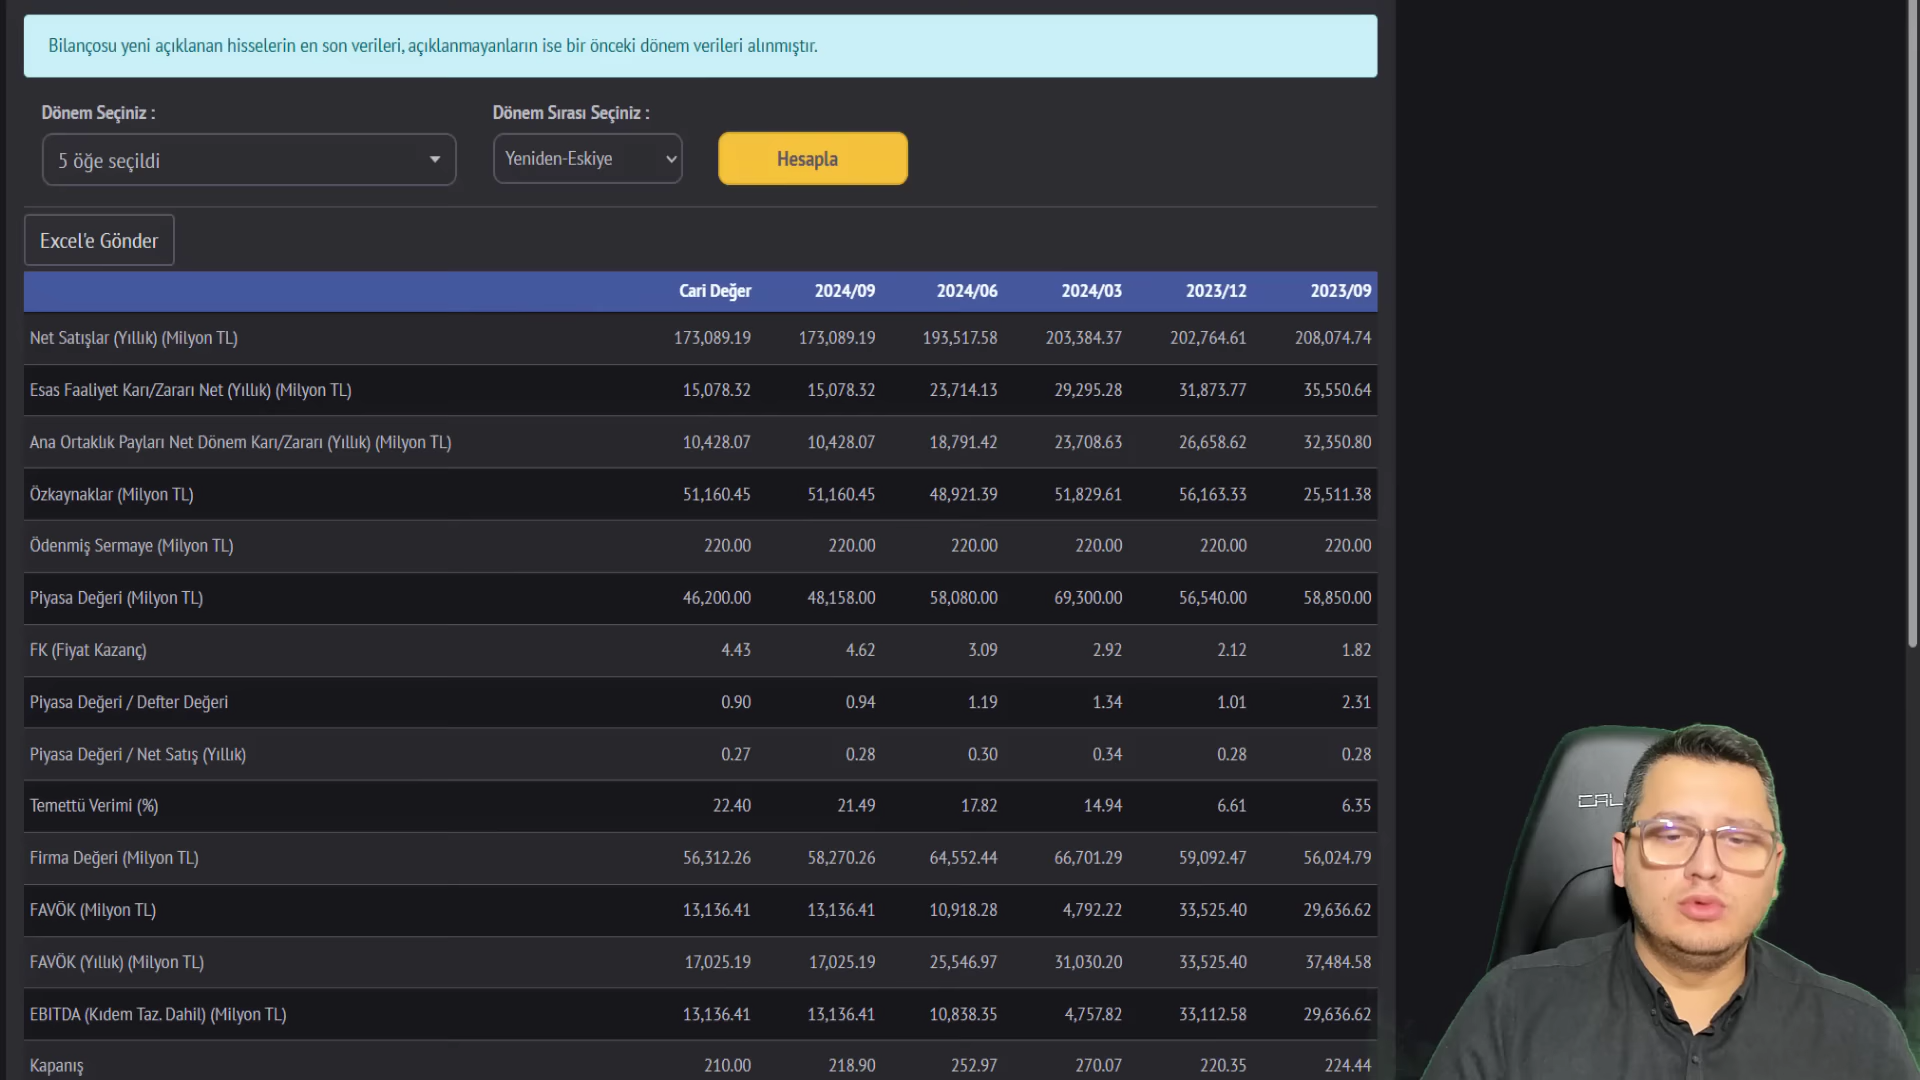 Bilançosu yeni açıklanan hisselerin en son verileri, açıklanmayanların ise bir önceki dönem verileri alınmıştır.
Dönem Seçiniz : Dönem Sırası Seçiniz :
5 öğe seçildi Yeniden-Eskiye Hesapla
Excel'e Gönder
Cari Değer 2024/09 2024/06 2024/03 2023/12 2023/09
Net Satışlar (Yıllık) (Milyon TL) 173,089.19 173,089.19 193,517.58 203,384.37 202,764.61 208,074.74
Esas Faaliyet Karı/Zararı Net (Yıllık) (Milyon TL) 15,078.32 15,078.32 23,714.13 29,295.28 31,873.77 35,550.64
Ana Ortaklık Payları Net Dönem Karı/Zararı (Yıllık) (Milyon TL) 10,428.07 10,428.07 18,791.42 23,708.63 26,658.62 32,350.80
Özkaynaklar (Milyon TL) 51,160.45 51,160.45 48,921.39 51,829.61 56,163.33 25,511.38
Ödenmiş Sermaye (Milyon TL) 220.00 220.00 220.00 220.00 220.00 220.00
Piyasa Değeri (Milyon TL) 46,200.00 48,158.00 58,080.00 69,300.00 56,540.00 58,850.00
FK (Fiyat Kazanç) 4.43 4.62 3.09 2.92 2.12 1.82
Piyasa Değeri / Defter Değeri 0.90 0.94 1.19 1.34 1.01 2.31
Piyasa Değeri / Net Satış (Yıllık) 0.27 0.28 0.30 0.34 0.28 0.28
Temettü Verimi (%) 22.40 21.49 17.82 14.94 6.61 6.35
Firma Değeri (Milyon TL) 56,312.26 58,270.26 64,552.44 66,701.29 59,092.47 56,024.79
FAVÖK (Milyon TL) 13,136.41 13,136.41 10,918.28 4,792.22 33,525.40 29,636.62
FAVÖK (Yıllık) (Milyon TL) 17,025.19 17,025.19 25,546.97 31,030.20 33,525.40 37,484.58
EBITDA (Kıdem Taz. Dahil) (Milyon TL) 13,136.41 13,136.41 10,838.35 4,757.82 33,112.58 29,636.62
Kapanış 210.00 218.90 252.97 270.07 220.35 224.44